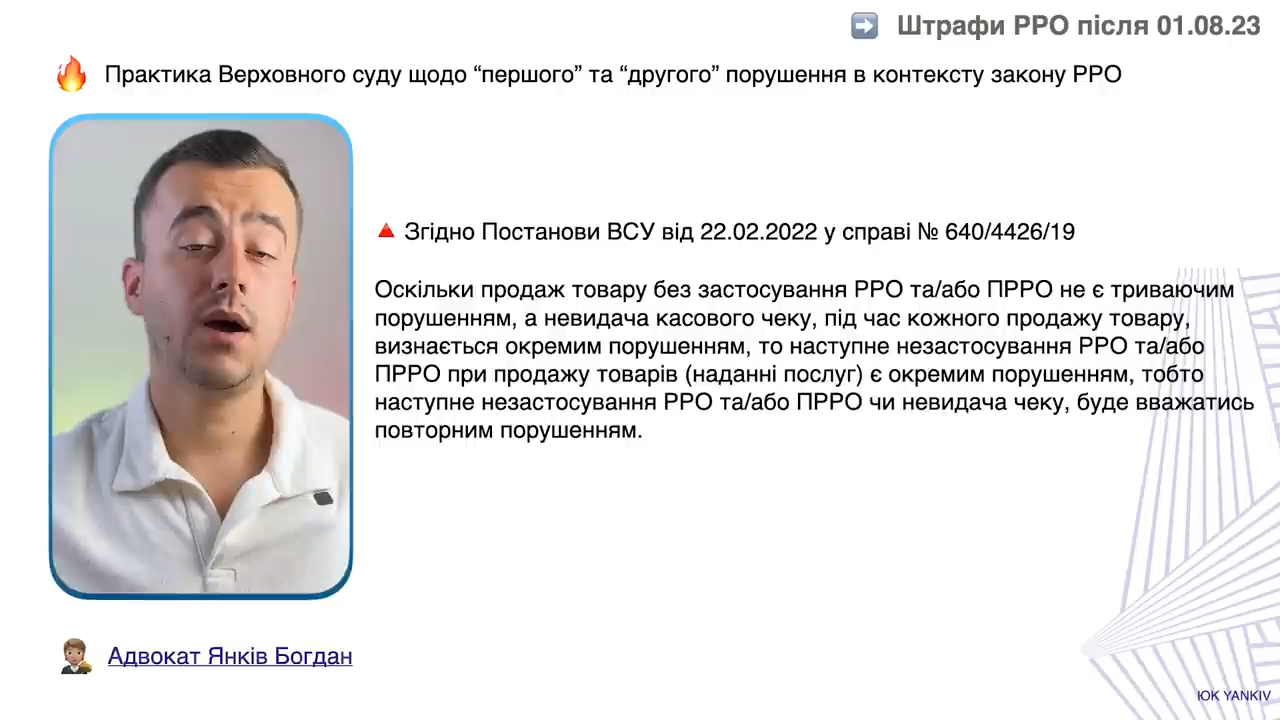 Штрафи РРО після 01.08.23
Практика Верховного суду щодо “першого” та “другого” порушення в контексту закону РРО
Згідно Постанови ВСУ від 22.02.2022 у справі № 640/4426/19
Оскільки продаж товару без застосування РРО та/або ПРРО не є триваючим
порушенням, а невидача касового чеку, під час кожного продажу товару,
визнається окремим порушенням, то наступне незастосування РРО та/або
ПРРО при продажу товарів (наданні послуг) є окремим порушенням, тобто
наступне незастосування РРО та/або ПРРО чи невидача чеку, буде вважатись
повторним порушенням.
Адвокат Янків Богдан
ЮК YANKIV